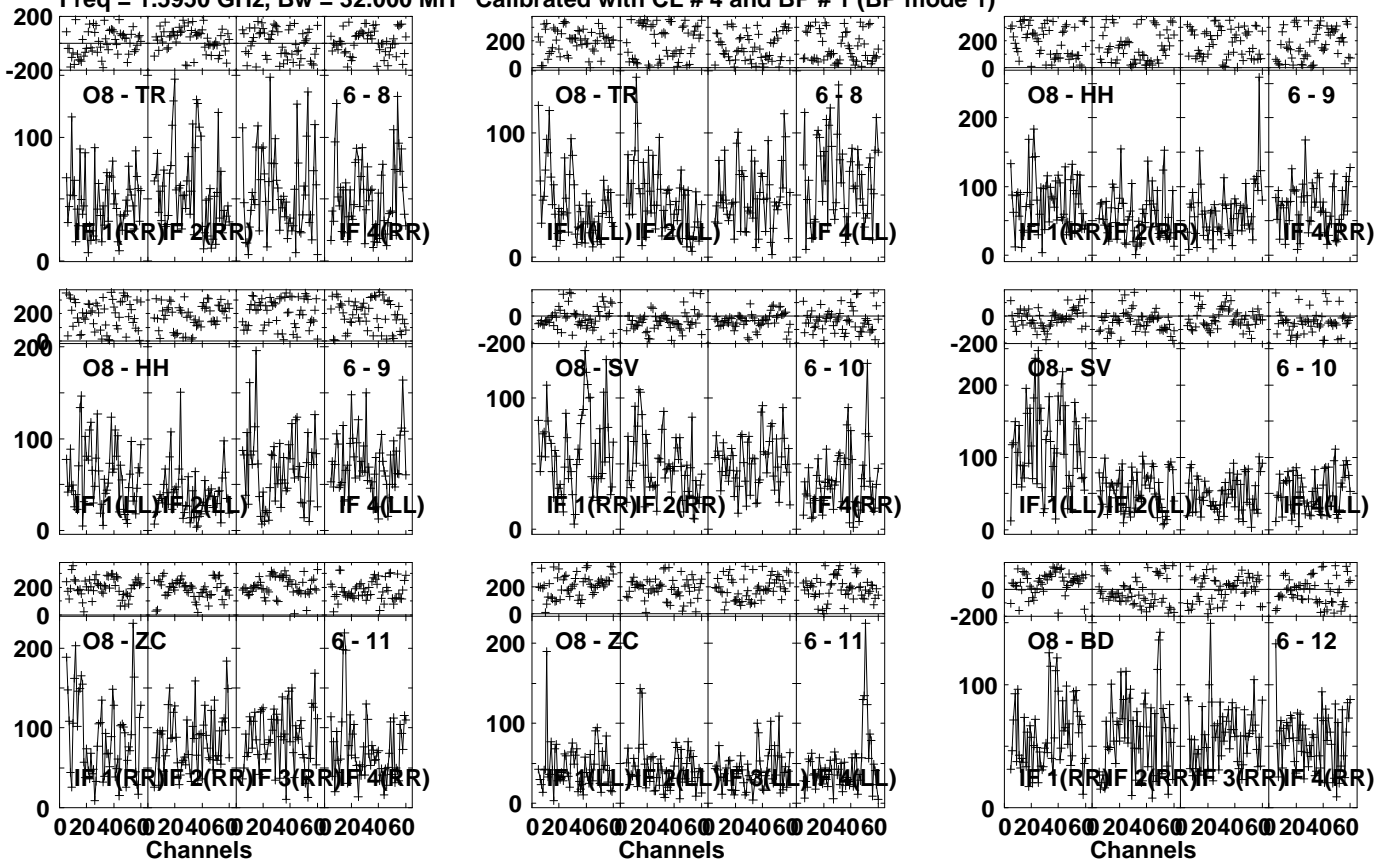 Freq = 1.5950 GHz, Bw = 32.000 MH Calibrated with CL # 4 and BP # 1 (BP mode 1)
200
-200
100
0
O8 - TR
6 - 8
IF 1(RR)
IF 2(RR)
IF 4(RR)
200
0
100
0
O8 - TR
6 - 8
IF 1(LL)
IF 2(LL)
IF 4(LL)
200
0
200
100
0
O8 - HH
6 - 9
IF 1(RR)
IF 2(RR)
IF 4(RR)
200
0
200
100
0
O8 - HH
6 - 9
IF 1(LL)
IF 2(LL)
IF 4(LL)
0
-200
100
0
O8 - SV
6 - 10
IF 1(RR)
IF 2(RR)
IF 4(RR)
0
-200
200
100
0
O8 - SV
6 - 10
IF 1(LL)
IF 2(LL)
IF 4(LL)
200
0
200
100
0
O8 - ZC
6 - 11
IF 1(RR)
IF 2(RR)
IF 3(RR)
IF 4(RR)
0 20 40 60 0 20 40 60 0 20 40 60 0 20 40 60
Channels
200
0
200
100
0
O8 - ZC
6 - 11
IF 1(LL)
IF 2(LL)
IF 3(LL)
IF 4(LL)
0 20 40 60 0 20 40 60 0 20 40 60 0 20 40 60
Channels
0
-200
100
0
O8 - BD
6 - 12
IF 1(RR)
IF 2(RR)
IF 3(RR)
IF 4(RR)
0 20 40 60 0 20 40 60 0 20 40 60 0 20 40 60
Channels